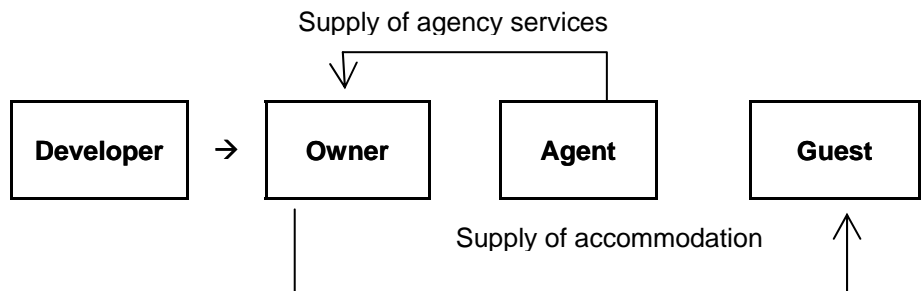 Supply of agency services
Developer → Owner Agent Guest
Supply of accommodation